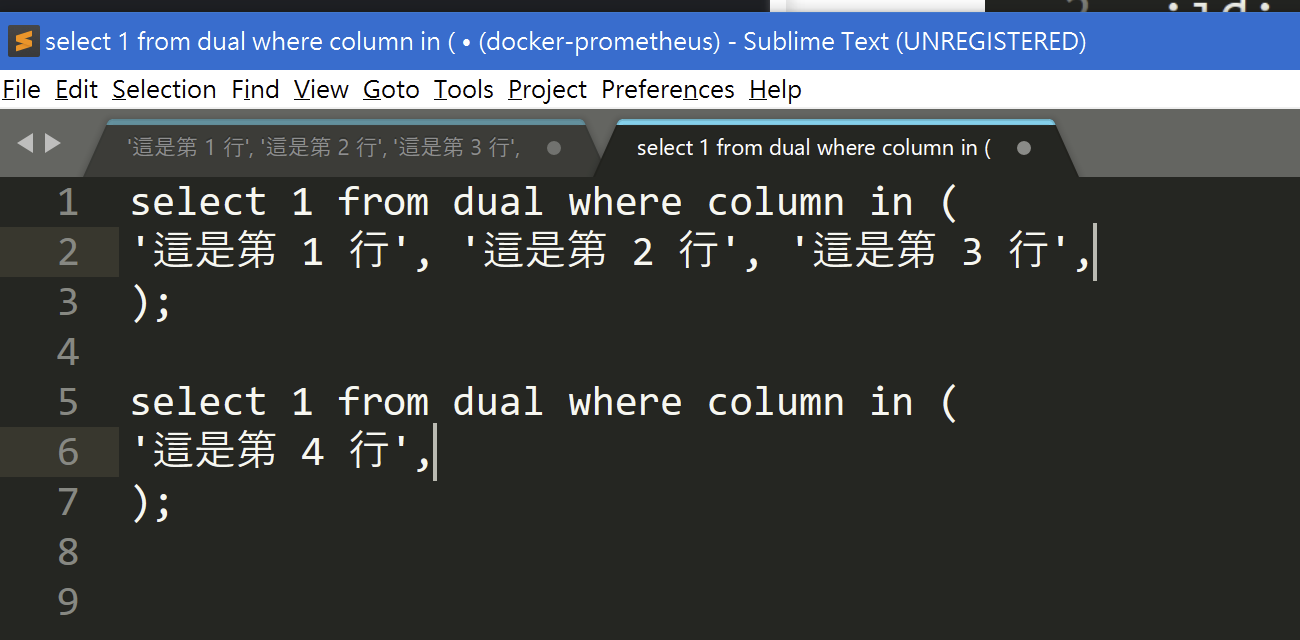 select 1 from dual where column in ( • (docker-prometheus) - Sublime Text (UNREGISTERED)
File Edit Selection Find View Goto Tools Project Preferences Help
'這是第 1 行', '這是第 2 行', '這是第 3 行',
select 1 from dual where column in (
1 select 1 from dual where column in (
2 '這是第 1 行', '這是第 2 行', '這是第 3 行',
3 );
4
5 select 1 from dual where column in (
6 '這是第 4 行',
7 );
8
9